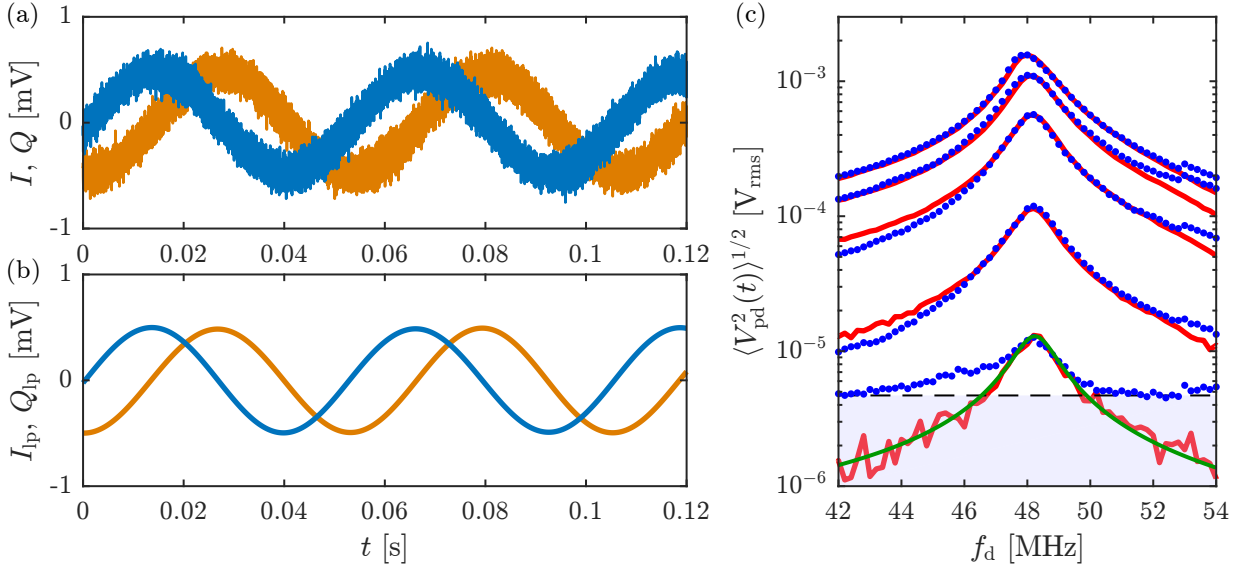 (a)
I, Q [mV]
1
0
-1
0 0.02 0.04 0.06 0.08 0.1 0.12
(b)
I_lp, Q_lp [mV]
1
0
-1
0 0.02 0.04 0.06 0.08 0.1 0.12
t [s]
(c)
⟨V²_pd(t)⟩^{1/2} [V_rms]
10⁻³
10⁻⁴
10⁻⁵
10⁻⁶
42 44 46 48 50 52 54
f_d [MHz]